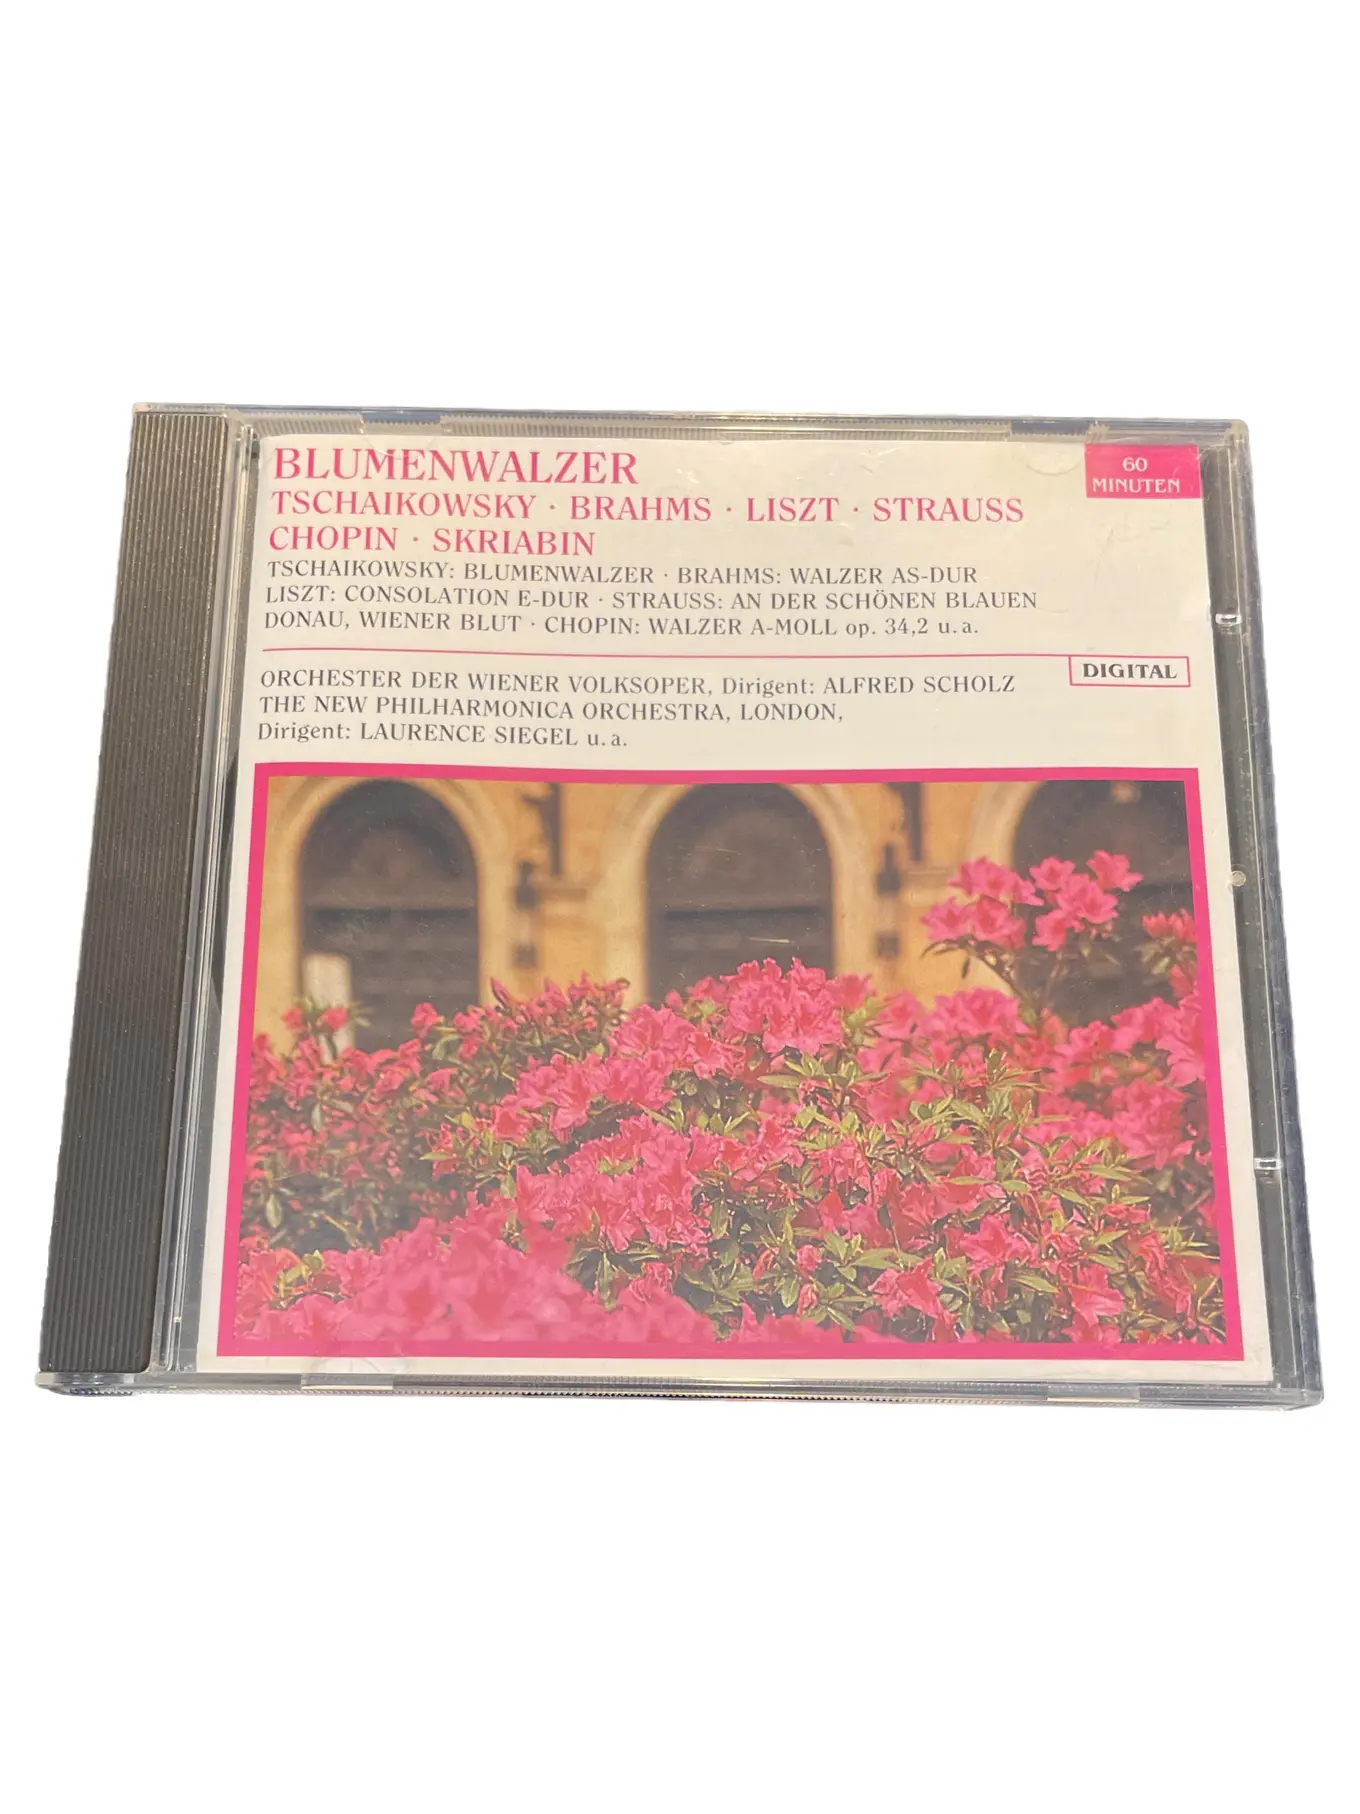 BLUMENWALZER
TSCHAIKOWSKY · BRAHMS · LISZT · STRAUSS
CHOPIN · SKRIABIN
60
MINUTEN
TSCHAIKOWSKY: BLUMENWALZER · BRAHMS: WALZER AS-DUR
LISZT: CONSOLATION E-DUR · STRAUSS: AN DER SCHÖNEN BLAUEN
DONAU, WIENER BLUT · CHOPIN: WALZER A-MOLL op. 34,2 u. a.
DIGITAL
ORCHESTER DER WIENER VOLKSOPER, Dirigent: ALFRED SCHOLZ
THE NEW PHILHARMONICA ORCHESTRA, LONDON,
Dirigent: LAURENCE SIEGEL u. a.